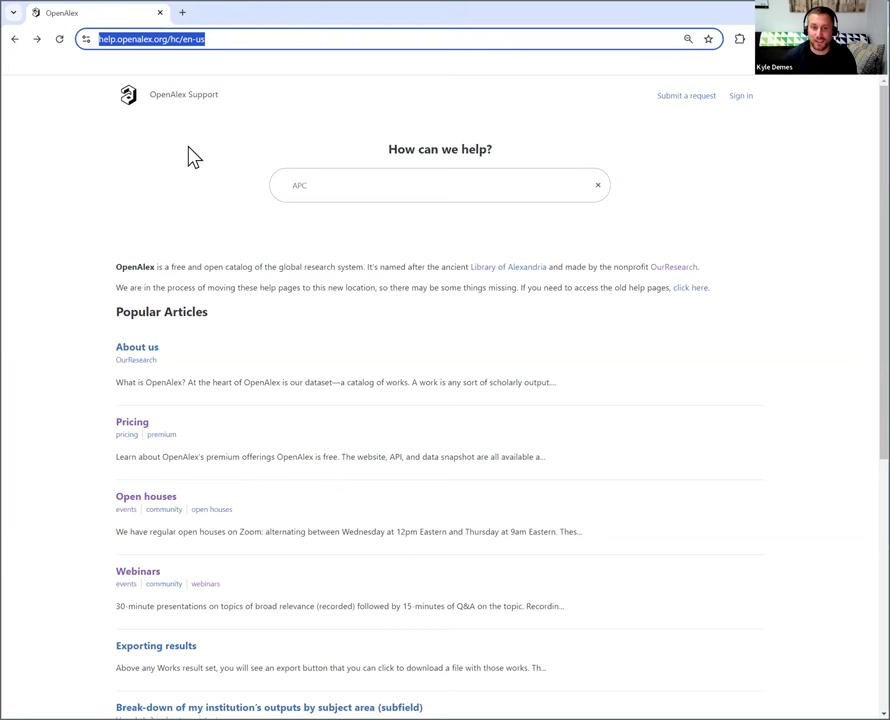 OpenAlex
help.openalex.org/hc/en-us
Kyle Demes
OpenAlex Support
Submit a request
Sign in
How can we help?
APC
OpenAlex is a free and open catalog of the global research system. It's named after the ancient Library of Alexandria and made by the nonprofit OurResearch.
We are in the process of moving these help pages to this new location, so there may be some things missing. If you need to access the old help pages, click here.
Popular Articles
About us
OurResearch
What is OpenAlex? At the heart of OpenAlex is our dataset—a catalog of works. A work is any sort of scholarly output....
Pricing
pricing | premium
Learn about OpenAlex's premium offerings OpenAlex is free. The website, API, and data snapshot are all available a...
Open houses
events | community | open houses
We have regular open houses on Zoom: alternating between Wednesday at 12pm Eastern and Thursday at 9am Eastern. Thes...
Webinars
events | community | webinars
30-minute presentations on topics of broad relevance (recorded) followed by 15-minutes of Q&A on the topic. Recordin...
Exporting results
Above any Works result set, you will see an export button that you can click to download a file with those works. Th...
Break-down of my institution's outputs by subject area (subfield)